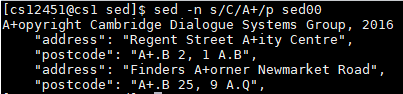 [cs12451@cs1 sed]$ sed -n s/C/A+/p sed00
A+opyright Cambridge Dialogue Systems Group, 2016
    "address": "Regent Street A+ity Centre",
    "postcode": "A+.B 2, 1 A.B",
    "address": "Finders A+orner Newmarket Road",
    "postcode": "A+.B 25, 9 A.Q",